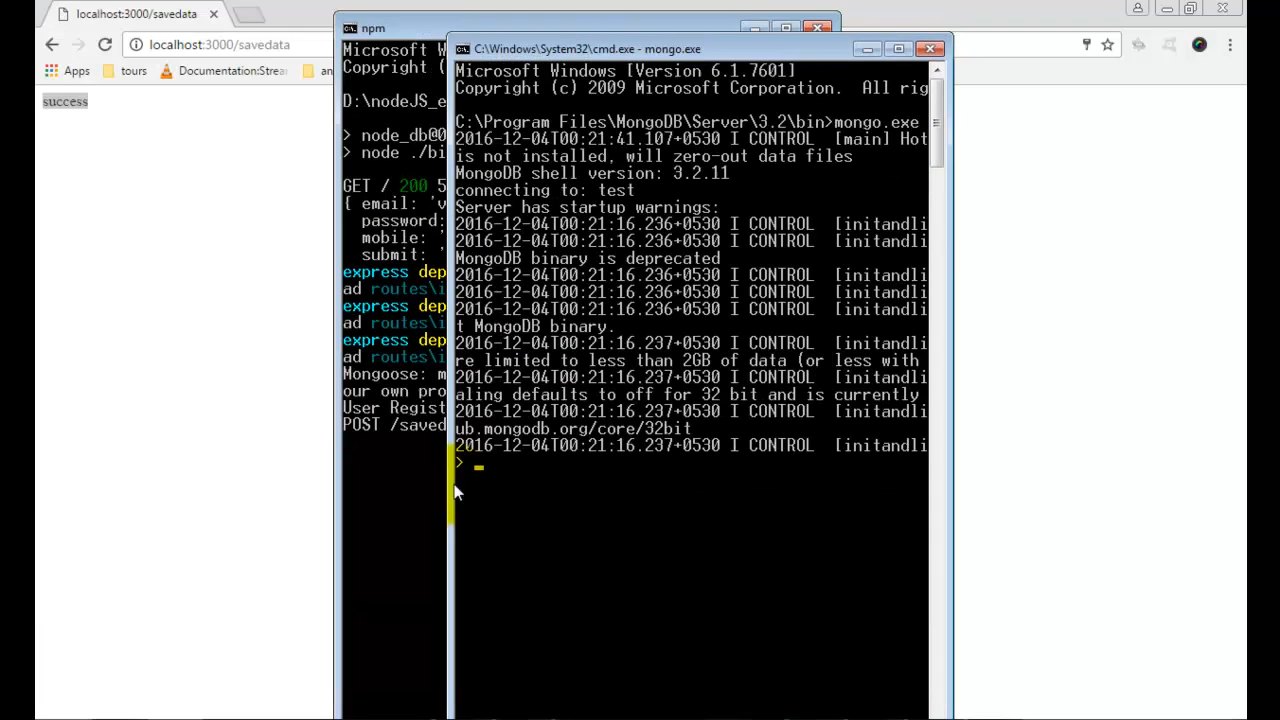 localhost:3000/savedata
localhost:3000/savedata
Apps
tours
Documentation:Strea
success
npm
Microsoft W
Copyright (
D:\nodeJS_e
> node_db@0
> node ./bi
GET / 200 5
{ email: 'v
password:
mobile: '
submit: '
express dep
ad routes\i
express dep
ad routes\i
express dep
ad routes\i
Mongoose: m
our own pro
User Regist
POST /saved
C:\Windows\System32\cmd.exe - mongo.exe
Microsoft Windows [Version 6.1.7601]
Copyright (c) 2009 Microsoft Corporation. All rig
C:\Program Files\MongoDB\Server\3.2\bin>mongo.exe
2016-12-04T00:21:41.107+0530 I CONTROL [main] Hot
is not installed, will zero-out data files
MongoDB shell version: 3.2.11
connecting to: test
Server has startup warnings:
2016-12-04T00:21:16.236+0530 I CONTROL [initandli
2016-12-04T00:21:16.236+0530 I CONTROL [initandli
MongoDB binary is deprecated
2016-12-04T00:21:16.236+0530 I CONTROL [initandli
2016-12-04T00:21:16.236+0530 I CONTROL [initandli
2016-12-04T00:21:16.236+0530 I CONTROL [initandli
t MongoDB binary.
2016-12-04T00:21:16.237+0530 I CONTROL [initandli
re limited to less than 2GB of data (or less with
2016-12-04T00:21:16.237+0530 I CONTROL [initandli
aling defaults to off for 32 bit and is currently
2016-12-04T00:21:16.237+0530 I CONTROL [initandli
ub.mongodb.org/core/32bit
2016-12-04T00:21:16.237+0530 I CONTROL [initandli
>